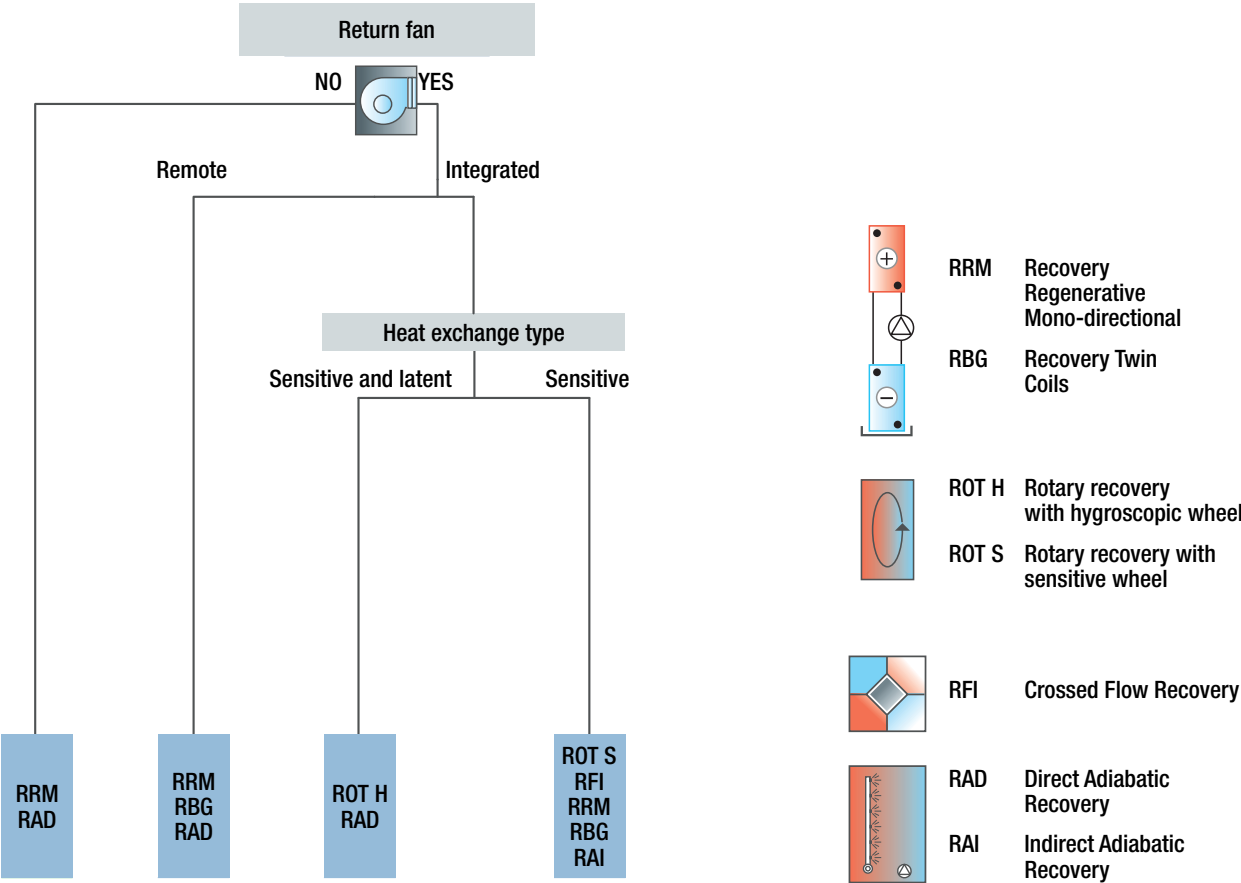 Return fan
NO
YES
Remote
Integrated
Heat exchange type
Sensitive and latent
Sensitive
RRM
RAD
RRM
RBG
RAD
ROT H
RAD
ROT S
RFI
RRM
RBG
RAI
RRM Recovery
Regenerative
Mono-directional
RBG Recovery Twin
Coils
ROT H Rotary recovery
with hygroscopic wheel
ROT S Rotary recovery with
sensitive wheel
RFI Crossed Flow Recovery
RAD Direct Adiabatic
Recovery
RAI Indirect Adiabatic
Recovery